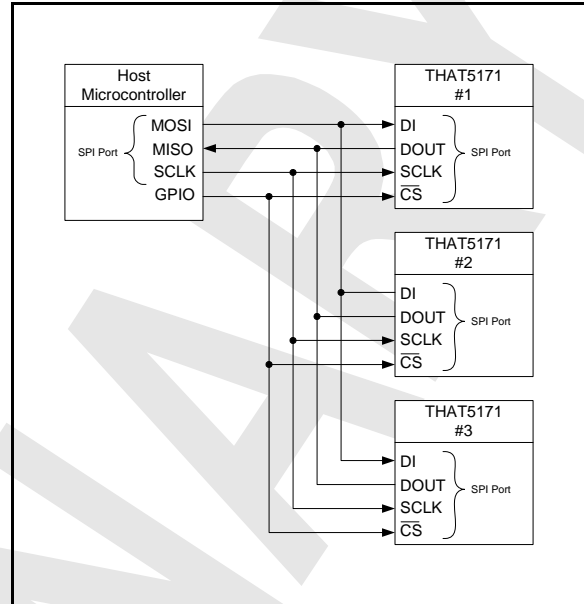 Host
Microcontroller
SPI Port
MOSI
MISO
SCLK
GPIO
THAT5171
#1
DI
DOUT
SCLK
CS
SPI Port
THAT5171
#2
DI
DOUT
SCLK
CS
SPI Port
THAT5171
#3
DI
DOUT
SCLK
CS
SPI Port